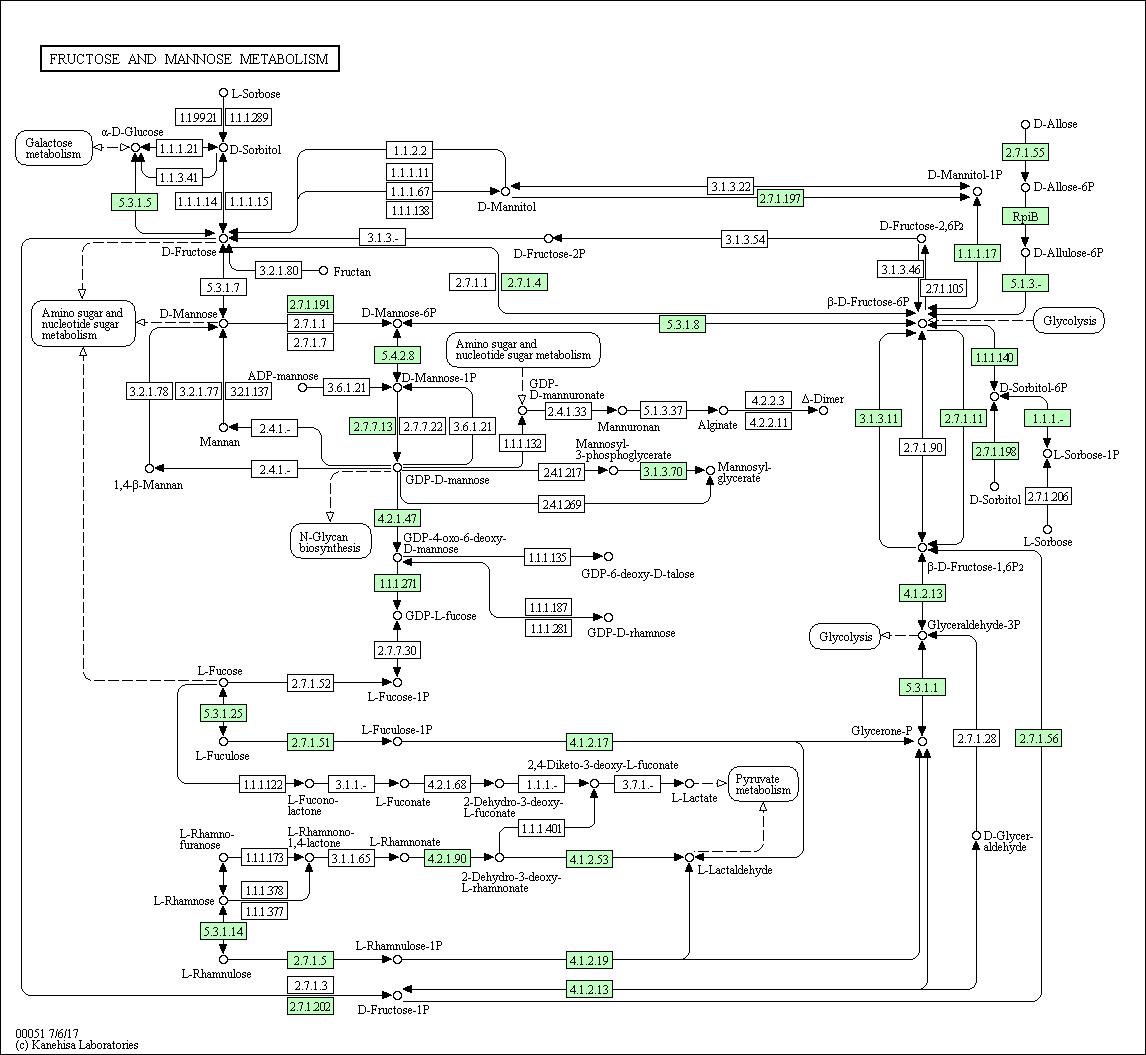 FRUCTOSE AND MANNOSE METABOLISM
L-Sorbose
1.1.99.21
1.1.1.289
α-D-Glucose
Galactose
metabolism
1.1.1.21
D-Sorbitol
1.1.3.41
5.3.1.5
1.1.1.14
1.1.1.15
1.1.2.2
1.1.1.11
1.1.1.67
1.1.1.138
D-Mannitol
3.1.3.22
2.7.1.197
D-Mannitol-1P
D-Allose
2.7.1.55
D-Allose-6P
RpiB
D-Allulose-6P
5.1.3.-
1.1.1.17
D-Fructose
3.1.3.-
D-Fructose-2P
3.1.3.54
D-Fructose-2,6P2
3.1.3.46
2.7.1.105
3.2.1.80
Fructan
5.3.1.7
2.7.1.1
2.7.1.4
β-D-Fructose-6P
Glycolysis
Amino sugar and
nucleotide sugar
metabolism
D-Mannose
2.7.1.191
2.7.1.1
2.7.1.7
D-Mannose-6P
5.3.1.8
5.4.2.8
Amino sugar and
nucleotide sugar metabolism
1.1.1.140
D-Sorbitol-6P
ADP-mannose
3.6.1.21
D-Mannose-1P
3.2.1.78
3.2.1.77
3.2.1.137
GDP-
D-mannuronate
2.4.1.33
Mannuronan
5.1.3.37
Alginate
4.2.2.3
4.2.2.11
Δ-Dimer
3.1.3.11
2.7.1.11
1.1.1.-
2.7.1.90
2.7.1.198
L-Sorbose-1P
Mannan
2.4.1.-
2.7.7.13
2.7.7.22
3.6.1.21
1.1.1.132
Mannosyl-
3-phosphoglycerate
2.4.1.217
3.1.3.70
Mannosyl-
glycerate
1,4-β-Mannan
2.4.1.-
GDP-D-mannose
2.4.1.269
D-Sorbitol
2.7.1.206
L-Sorbose
N-Glycan
biosynthesis
4.2.1.47
GDP-4-oxo-6-deoxy-
D-mannose
1.1.1.135
GDP-6-deoxy-D-talose
β-D-Fructose-1,6P2
1.1.1.271
4.1.2.13
GDP-L-fucose
1.1.1.187
1.1.1.281
GDP-D-rhamnose
Glyceraldehyde-3P
Glycolysis
2.7.7.30
L-Fucose
2.7.1.52
L-Fucose-1P
5.3.1.1
5.3.1.25
L-Fuculose
2.7.1.51
L-Fuculose-1P
4.1.2.17
Glycerone-P
2.7.1.28
2.7.1.56
1.1.1.122
L-Fucono-
lactone
3.1.1.-
L-Fuconate
4.2.1.68
2-Dehydro-3-deoxy-
L-fuconate
1.1.1.-
2,4-Diketo-3-deoxy-L-fuconate
3.7.1.-
L-Lactate
Pyruvate
metabolism
1.1.1.401
L-Rhamno-
furanose
1.1.1.173
L-Rhamnono-
1,4-lactone
3.1.1.65
L-Rhamnonate
4.2.1.90
2-Dehydro-3-deoxy-
L-rhamnonate
4.1.2.53
L-Lactaldehyde
D-Glycer-
aldehyde
L-Rhamnose
1.1.1.378
1.1.1.377
5.3.1.14
L-Rhamnulose
2.7.1.5
L-Rhamnulose-1P
4.1.2.19
2.7.1.3
2.7.1.202
D-Fructose-1P
4.1.2.13
00051 7/6/17
(c) Kanehisa Laboratories